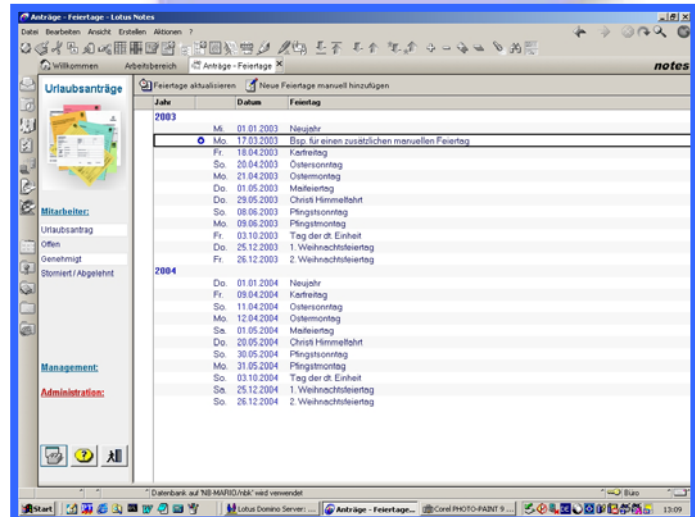 Anträge - Feiertage - Lotus Notes
Datei Bearbeiten Ansicht Erstellen Aktionen ?
Willkommen Arbeitsbereich Anträge - Feiertage notes
Urlaubsanträge
Feiertage aktualisieren Neue Feiertage manuell hinzufügen
Jahr Datum Feiertag
2003
Mi. 01.01.2003 Neujahr
Mo. 17.03.2003 Bsp. für einen zusätzlichen manuellen Feiertag
Fr. 18.04.2003 Karfreitag
So. 20.04.2003 Ostersonntag
Mo. 21.04.2003 Ostermontag
Do. 01.05.2003 Maifeiertag
Do. 29.05.2003 Christi Himmelfahrt
So. 08.06.2003 Pfingstsonntag
Mo. 09.06.2003 Pfingstmontag
Fr. 03.10.2003 Tag der dt. Einheit
Do. 25.12.2003 1. Weihnachtsfeiertag
Fr. 26.12.2003 2. Weihnachtsfeiertag
2004
Do. 01.01.2004 Neujahr
Fr. 09.04.2004 Karfreitag
So. 11.04.2004 Ostersonntag
Mo. 12.04.2004 Ostermontag
Sa. 01.05.2004 Maifeiertag
Do. 20.05.2004 Christi Himmelfahrt
So. 30.05.2004 Pfingstsonntag
Mo. 31.05.2004 Pfingstmontag
So. 03.10.2004 Tag der dt. Einheit
Sa. 25.12.2004 1. Weihnachtsfeiertag
So. 26.12.2004 2. Weihnachtsfeiertag
Mitarbeiter:
Urlaubsantrag
Offen
Genehmigt
Storniert / Abgelehnt
Management:
Administration:
Datenbank auf 'NB-MARIO/nbk' wird verwendet Büro
Start Lotus Domino Server: ... Anträge - Feiertage... Corel PHOTO-PAINT 9 ... 13:09